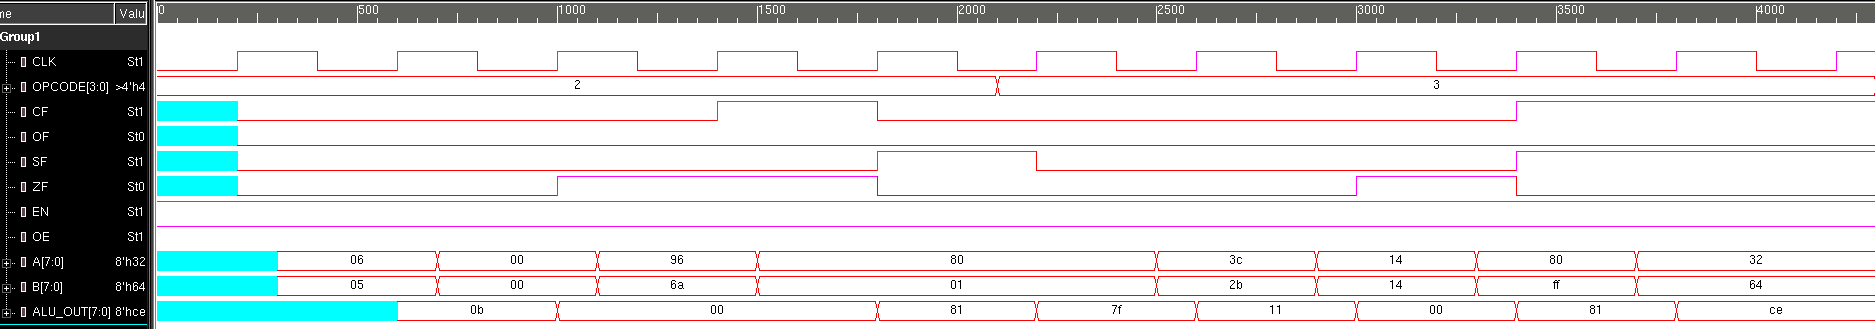 me Valu 0 500 1000 1500 2000 2500 3000 3500 4000
Group1
CLK St1
OPCODE[3:0] >4'h4 2 3
CF St1
OF St0
SF St1
ZF St0
EN St1
OE St1
A[7:0] 8'h32 06 00 96 80 3c 14 80 32
B[7:0] 8'h64 05 00 6a 01 2b 14 ff 64
ALU_OUT[7:0] 8'hce 0b 00 81 7f 11 00 81 ce